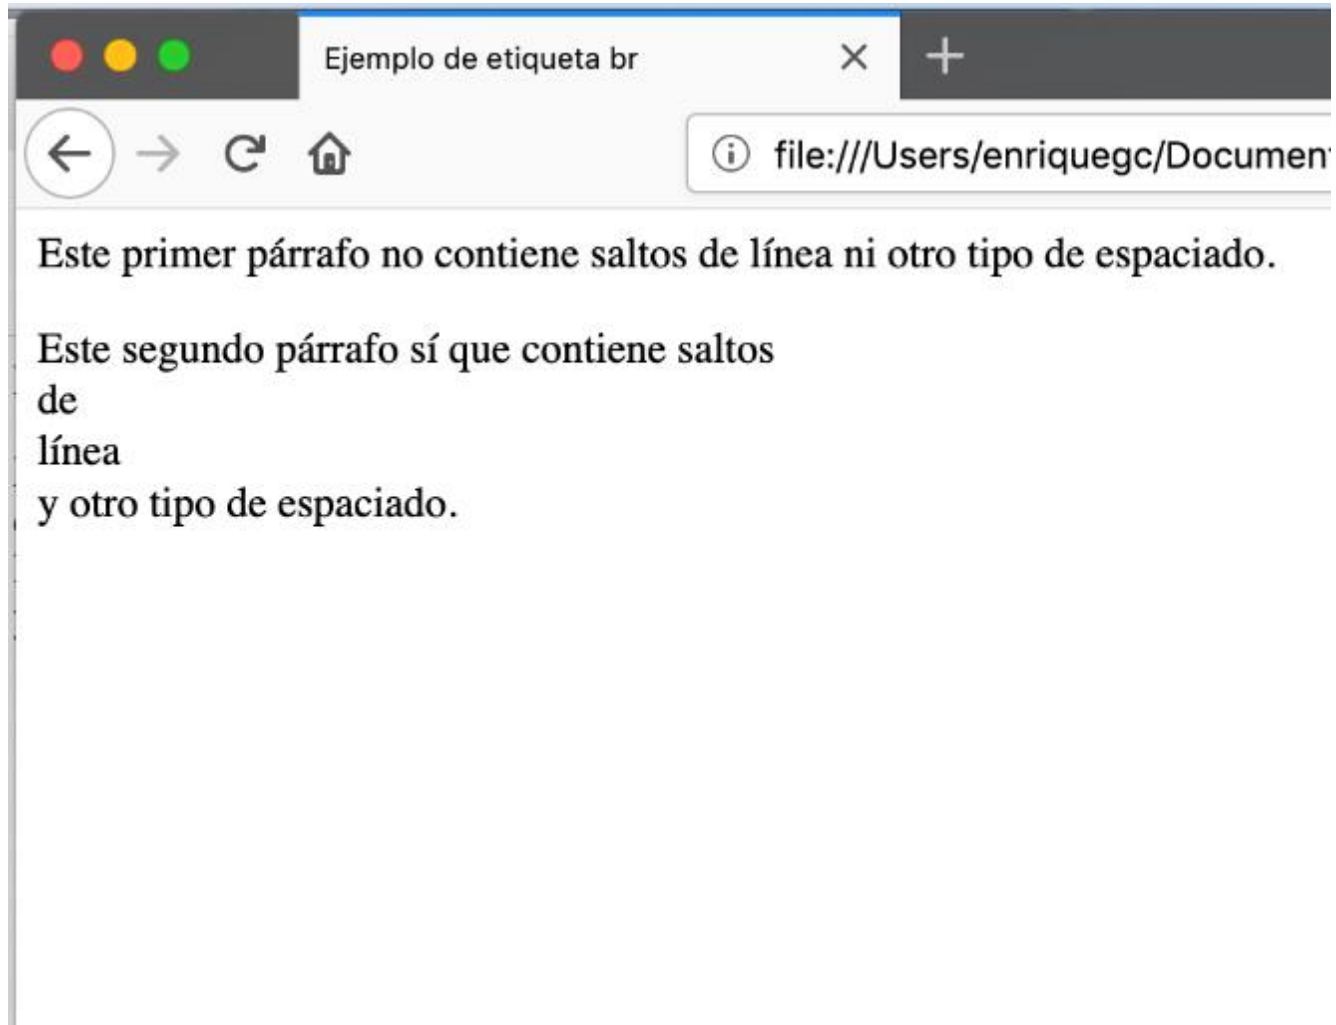 Ejemplo de etiqueta br
file:///Users/enriquegc/Documen
Este primer párrafo no contiene saltos de línea ni otro tipo de espaciado.
Este segundo párrafo sí que contiene saltos
de
línea
y otro tipo de espaciado.